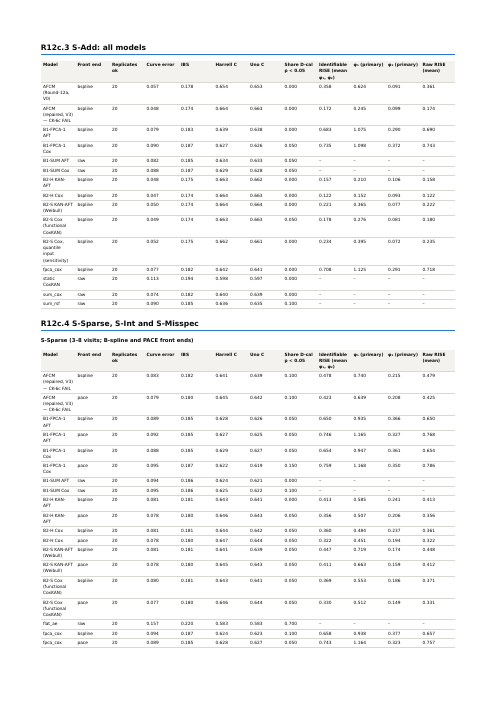 R12c.3 S-Add: all models
Model Front end Replicates ok Curve error IBS Harrell C Uno C Share D-cal p < 0.05 Identifiable RISE (mean φ₁, φ₂) φ₁ (primary) φ₂ (primary) Raw RISE (mean)
AFCM (Round-12a, V0) bspline 20 0.057 0.178 0.654 0.653 0.000 0.358 0.624 0.091 0.361
AFCM (repaired, V3) — CK-6c FAIL bspline 20 0.048 0.174 0.664 0.663 0.000 0.172 0.245 0.099 0.174
B1-FPCA-1 AFT bspline 20 0.079 0.183 0.639 0.638 0.000 0.683 1.075 0.290 0.690
B1-FPCA-1 Cox bspline 20 0.090 0.187 0.627 0.626 0.050 0.735 1.098 0.372 0.743
B1-SUM AFT raw 20 0.082 0.185 0.634 0.633 0.050 – – – –
B1-SUM Cox raw 20 0.088 0.187 0.629 0.628 0.050 – – – –
B2-H KAN-AFT bspline 20 0.048 0.175 0.663 0.662 0.000 0.157 0.210 0.106 0.158
B2-H Cox bspline 20 0.047 0.174 0.664 0.663 0.000 0.122 0.152 0.093 0.122
B2-S KAN-AFT (Weibull) bspline 20 0.050 0.174 0.664 0.664 0.000 0.221 0.365 0.077 0.222
B2-S Cox (functional CoxKAN) bspline 20 0.049 0.174 0.663 0.663 0.050 0.178 0.276 0.081 0.180
B2-S Cox, quantile input (sensitivity) bspline 20 0.052 0.175 0.662 0.661 0.000 0.234 0.395 0.072 0.235
fpca_cox bspline 20 0.077 0.182 0.642 0.641 0.000 0.708 1.125 0.291 0.718
static CoxKAN raw 20 0.113 0.194 0.598 0.597 0.000 – – – –
sum_cox raw 20 0.074 0.182 0.640 0.639 0.000 – – – –
sum_rsf raw 20 0.090 0.185 0.636 0.635 0.100 – – – –
R12c.4 S-Sparse, S-Int and S-Misspec
S-Sparse (3–8 visits; B-spline and PACE front ends)
Model Front end Replicates ok Curve error IBS Harrell C Uno C Share D-cal p < 0.05 Identifiable RISE (mean φ₁, φ₂) φ₁ (primary) φ₂ (primary) Raw RISE (mean)
AFCM (repaired, V3) — CK-6c FAIL bspline 20 0.083 0.182 0.641 0.639 0.100 0.478 0.740 0.215 0.479
AFCM (repaired, V3) — CK-6c FAIL pace 20 0.079 0.180 0.645 0.642 0.100 0.423 0.639 0.208 0.425
B1-FPCA-1 AFT bspline 20 0.089 0.185 0.628 0.626 0.050 0.650 0.935 0.366 0.650
B1-FPCA-1 AFT pace 20 0.092 0.185 0.627 0.625 0.050 0.746 1.165 0.327 0.768
B1-FPCA-1 Cox bspline 20 0.088 0.185 0.629 0.627 0.050 0.654 0.947 0.361 0.654
B1-FPCA-1 Cox pace 20 0.095 0.187 0.622 0.619 0.150 0.759 1.168 0.350 0.786
B1-SUM AFT raw 20 0.094 0.186 0.624 0.621 0.000 – – – –
B1-SUM Cox raw 20 0.095 0.186 0.625 0.622 0.100 – – – –
B2-H KAN-AFT bspline 20 0.081 0.181 0.643 0.641 0.000 0.413 0.585 0.241 0.413
B2-H KAN-AFT pace 20 0.078 0.180 0.646 0.643 0.050 0.356 0.507 0.206 0.356
B2-H Cox bspline 20 0.081 0.181 0.644 0.642 0.050 0.360 0.484 0.237 0.361
B2-H Cox pace 20 0.078 0.180 0.647 0.644 0.050 0.322 0.451 0.194 0.322
B2-S KAN-AFT (Weibull) bspline 20 0.081 0.181 0.641 0.639 0.050 0.447 0.719 0.174 0.448
B2-S KAN-AFT (Weibull) pace 20 0.078 0.180 0.645 0.643 0.050 0.411 0.663 0.159 0.412
B2-S Cox (functional CoxKAN) bspline 20 0.080 0.181 0.643 0.641 0.050 0.369 0.553 0.186 0.371
B2-S Cox (functional CoxKAN) pace 20 0.077 0.180 0.646 0.644 0.050 0.330 0.512 0.149 0.331
flat_ae raw 20 0.157 0.220 0.583 0.583 0.700 – – – –
fpca_cox bspline 20 0.094 0.187 0.624 0.623 0.100 0.658 0.938 0.377 0.657
fpca_cox pace 20 0.089 0.185 0.628 0.627 0.050 0.743 1.164 0.323 0.757